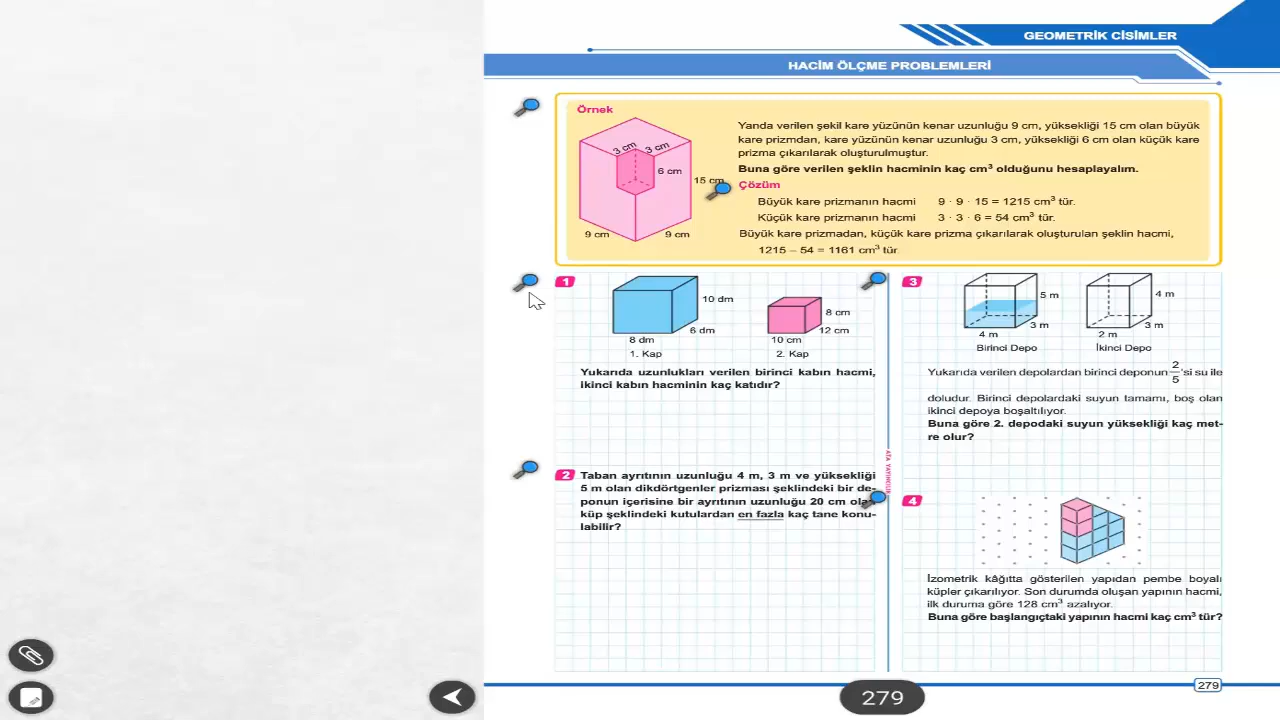 GEOMETRİK CİSİMLER
HACİM ÖLÇME PROBLEMLERİ
Örnek
3 cm
3 cm
6 cm
15 cm
9 cm
9 cm
Yanda verilen şekil kare yüzünün kenar uzunluğu 9 cm, yüksekliği 15 cm olan büyük
kare prizmdan, kare yüzünün kenar uzunluğu 3 cm, yüksekliği 6 cm olan küçük kare
prizma çıkarılarak oluşturulmuştur.
Buna göre verilen şeklin hacminin kaç cm³ olduğunu hesaplayalım.
Çözüm
Büyük kare prizmanın hacmi 9 · 9 · 15 = 1215 cm³ tür.
Küçük kare prizmanın hacmi 3 · 3 · 6 = 54 cm³ tür.
Büyük kare prizmadan, küçük kare prizma çıkarılarak oluşturulan şeklin hacmi,
1215 – 54 = 1161 cm³ tür.
1
10 dm
6 dm
8 dm
1. Kap
8 cm
12 cm
10 cm
2. Kap
Yukarıda uzunlukları verilen birinci kabın hacmi,
ikinci kabın hacminin kaç katıdır?
2 Taban ayrıtının uzunluğu 4 m, 3 m ve yüksekliği
5 m olan dikdörtgenler prizması şeklindeki bir de-
ponun içerisine bir ayrıtının uzunluğu 20 cm olan
küp şeklindeki kutulardan en fazla kaç tane konu-
labilir?
ATA YAYINCILIK
3
5 m
3 m
4 m
Birinci Depo
4 m
3 m
2 m
İkinci Depo
Yukarıda verilen depolardan birinci deponun 2/5 'si su ile
doludur. Birinci depolardaki suyun tamamı, boş olan
ikinci depoya boşaltılıyor.
Buna göre 2. depodaki suyun yüksekliği kaç met-
re olur?
4
İzometrik kâğıtta gösterilen yapıdan pembe boyalı
küpler çıkarılıyor. Son durumda oluşan yapının hacmi,
ilk duruma göre 128 cm³ azalıyor.
Buna göre başlangıçtaki yapının hacmi kaç cm³ tür?
279
279